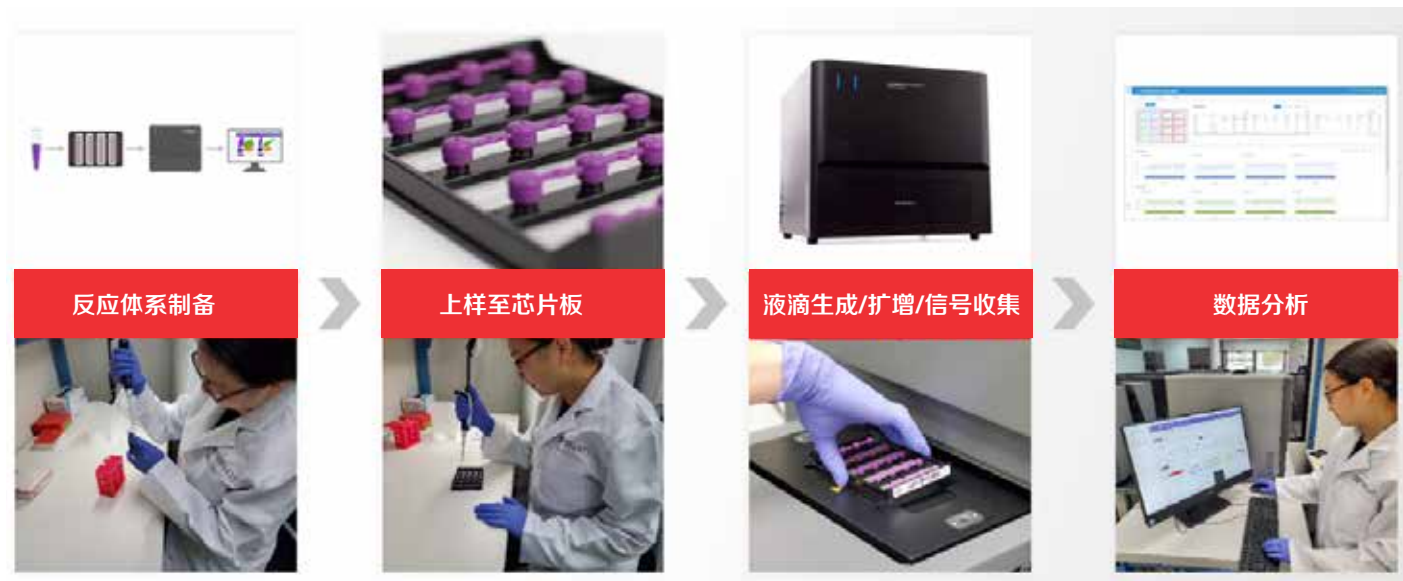 反应体系制备
上样至芯片板
液滴生成/扩增/信号收集
数据分析